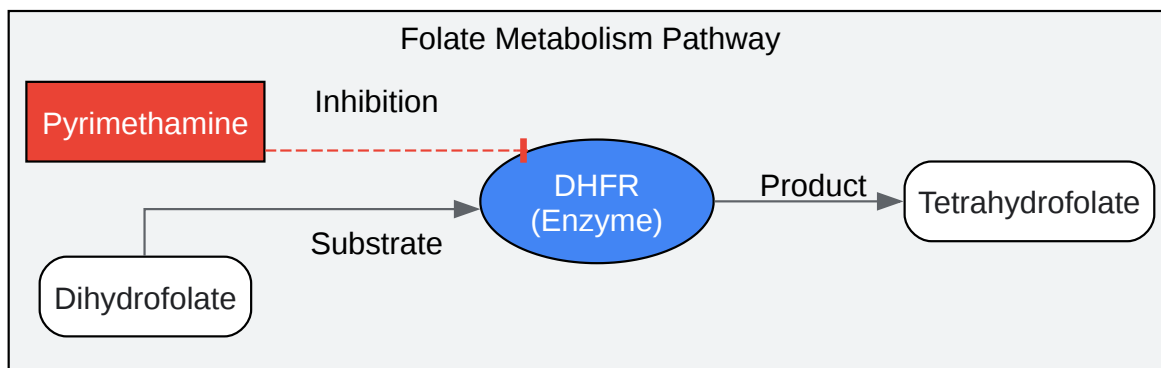 Folate Metabolism Pathway
Pyrimethamine
Inhibition
DHFR
(Enzyme)
Product
Tetrahydrofolate
Substrate
Dihydrofolate